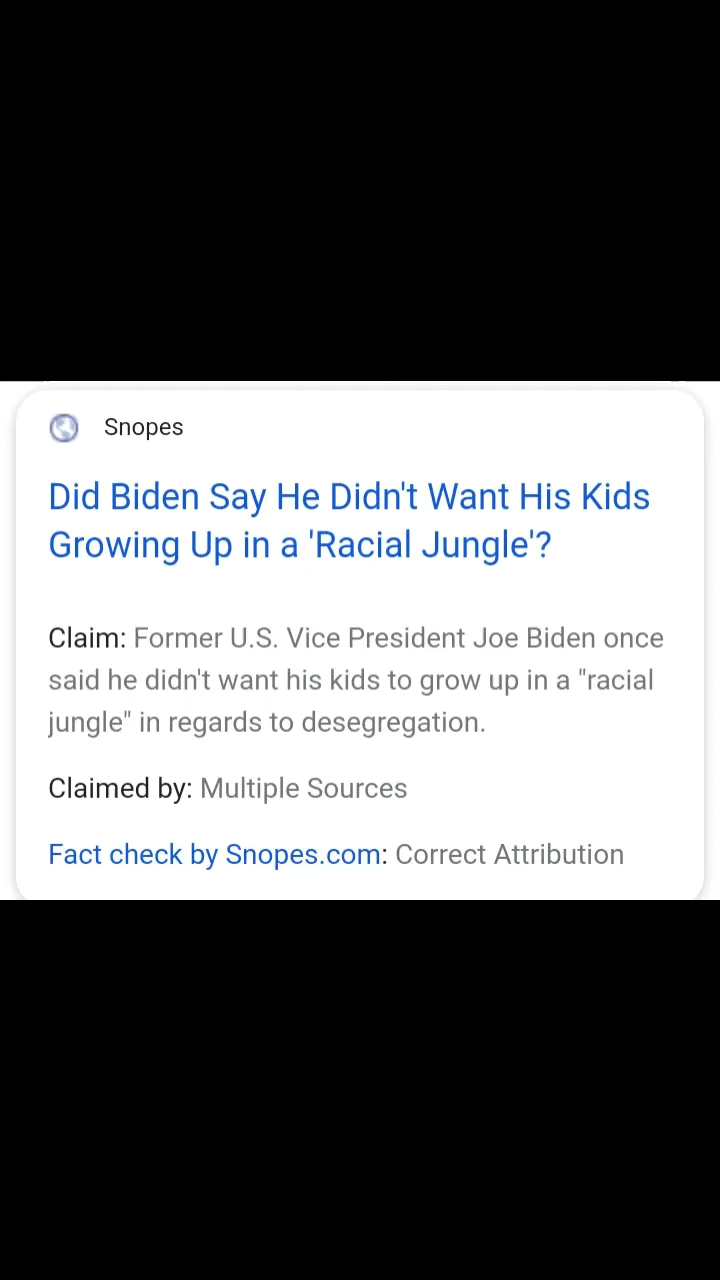 Snopes
Did Biden Say He Didn't Want His Kids
Growing Up in a 'Racial Jungle'?
Claim: Former U.S. Vice President Joe Biden once
said he didn't want his kids to grow up in a "racial
jungle" in regards to desegregation.
Claimed by: Multiple Sources
Fact check by Snopes.com: Correct Attribution